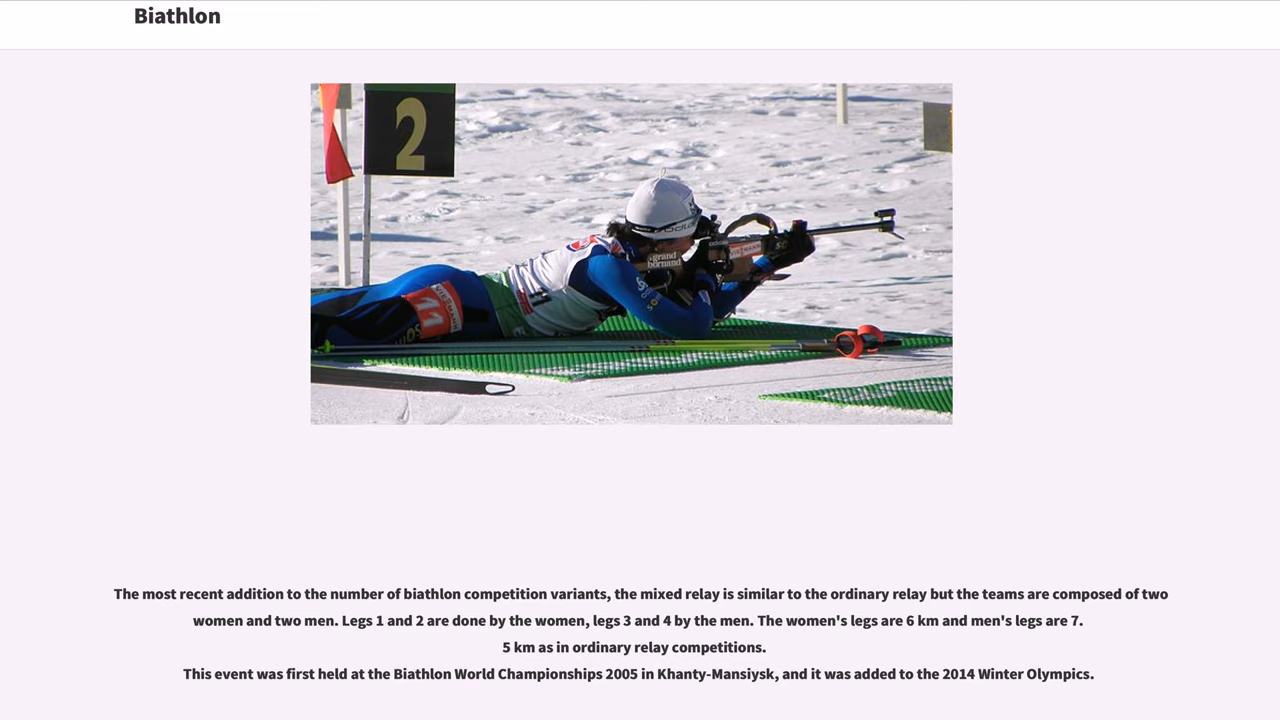 Biathlon
2
grand
bornand
VIESMANN
11
The most recent addition to the number of biathlon competition variants, the mixed relay is similar to the ordinary relay but the teams are composed of two
women and two men. Legs 1 and 2 are done by the women, legs 3 and 4 by the men. The women's legs are 6 km and men's legs are 7.
5 km as in ordinary relay competitions.
This event was first held at the Biathlon World Championships 2005 in Khanty-Mansiysk, and it was added to the 2014 Winter Olympics.